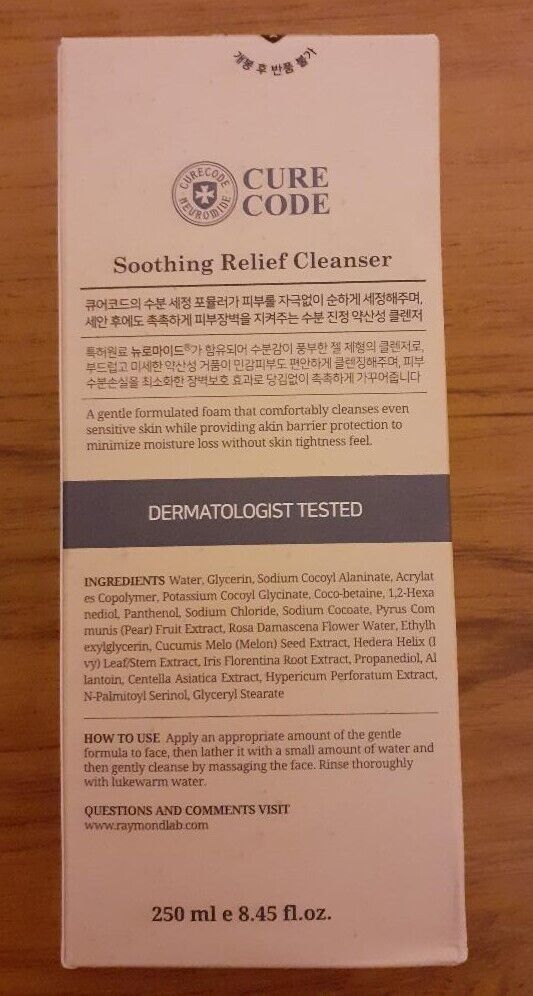 개봉 후 반품 불가
CURECODE
NEUROMIDE
CURE
CODE
Soothing Relief Cleanser
큐어코드의 수분 세정 포뮬러가 피부를 자극없이 순하게 세정해주며,
세안 후에도 촉촉하게 피부장벽을 지켜주는 수분 진정 약산성 클렌저
특허원료 뉴로마이드®가 함유되어 수분감이 풍부한 젤 제형의 클렌저로,
부드럽고 미세한 약산성 거품이 민감피부도 편안하게 클렌징해주며, 피부
수분손실을 최소화한 장벽보호 효과로 당김없이 촉촉하게 가꾸어줍니다
A gentle formulated foam that comfortably cleanses even
sensitive skin while providing akin barrier protection to
minimize moisture loss without skin tightness feel.
DERMATOLOGIST TESTED
INGREDIENTS Water, Glycerin, Sodium Cocoyl Alaninate, Acrylat
es Copolymer, Potassium Cocoyl Glycinate, Coco-betaine, 1,2-Hexa
nediol, Panthenol, Sodium Chloride, Sodium Cocoate, Pyrus Com
munis (Pear) Fruit Extract, Rosa Damascena Flower Water, Ethylh
exylglycerin, Cucumis Melo (Melon) Seed Extract, Hedera Helix (I
vy) Leaf/Stem Extract, Iris Florentina Root Extract, Propanediol, Al
lantoin, Centella Asiatica Extract, Hypericum Perforatum Extract,
N-Palmitoyl Serinol, Glyceryl Stearate
HOW TO USE Apply an appropriate amount of the gentle
formula to face, then lather it with a small amount of water and
then gently cleanse by massaging the face. Rinse thoroughly
with lukewarm water.
QUESTIONS AND COMMENTS VISIT
www.raymondlab.com
250 ml e 8.45 fl.oz.